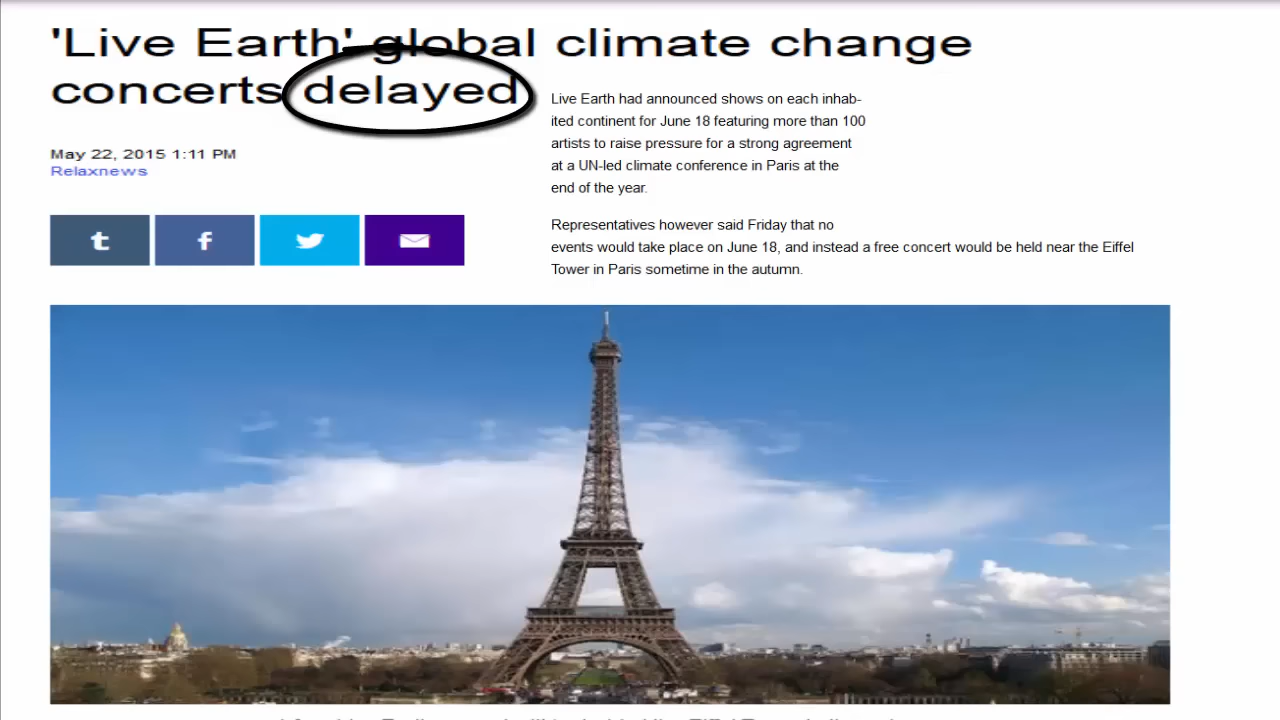 'Live Earth' global climate change
concerts delayed
May 22, 2015 1:11 PM
Relaxnews
t f
Live Earth had announced shows on each inhab-
ited continent for June 18 featuring more than 100
artists to raise pressure for a strong agreement
at a UN-led climate conference in Paris at the
end of the year.
Representatives however said Friday that no
events would take place on June 18, and instead a free concert would be held near the Eiffel
Tower in Paris sometime in the autumn.